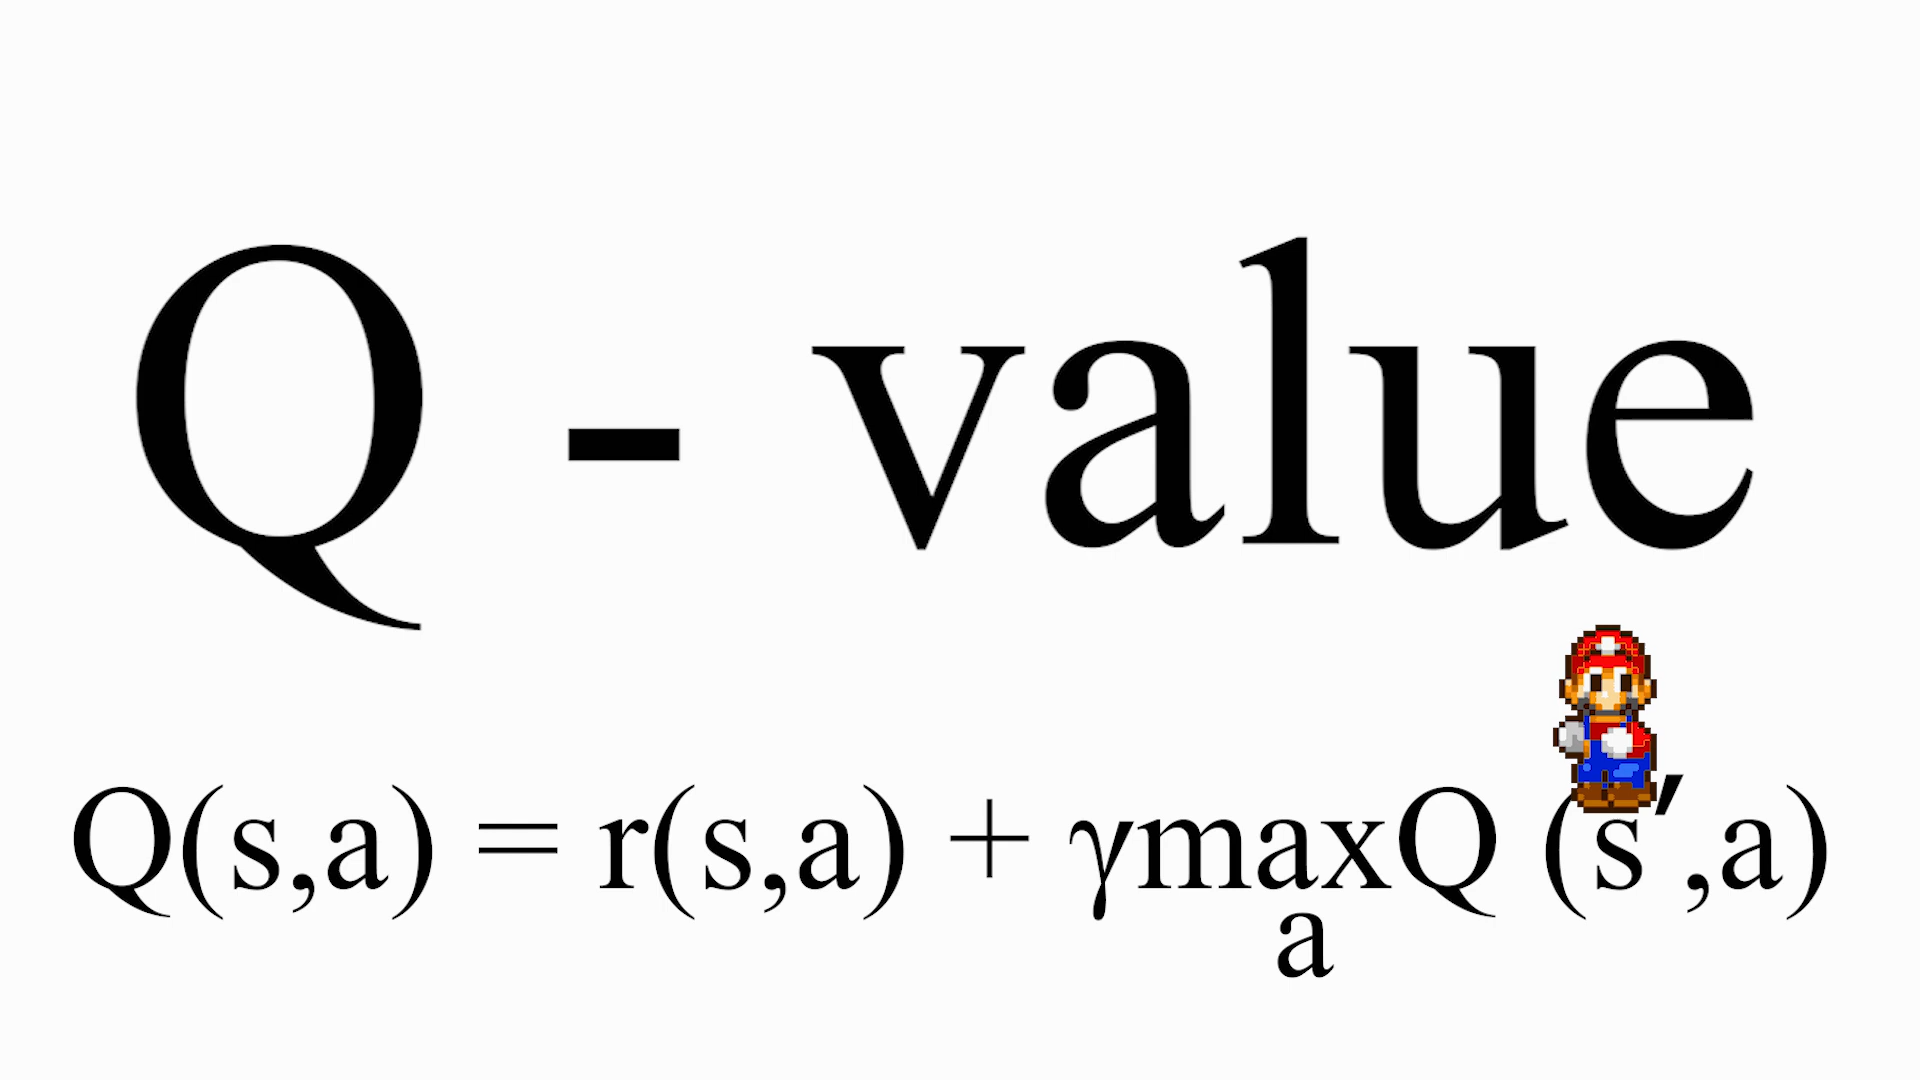 Q - value
Q(s,a) = r(s,a) + γmaxQ (s′,a)
a